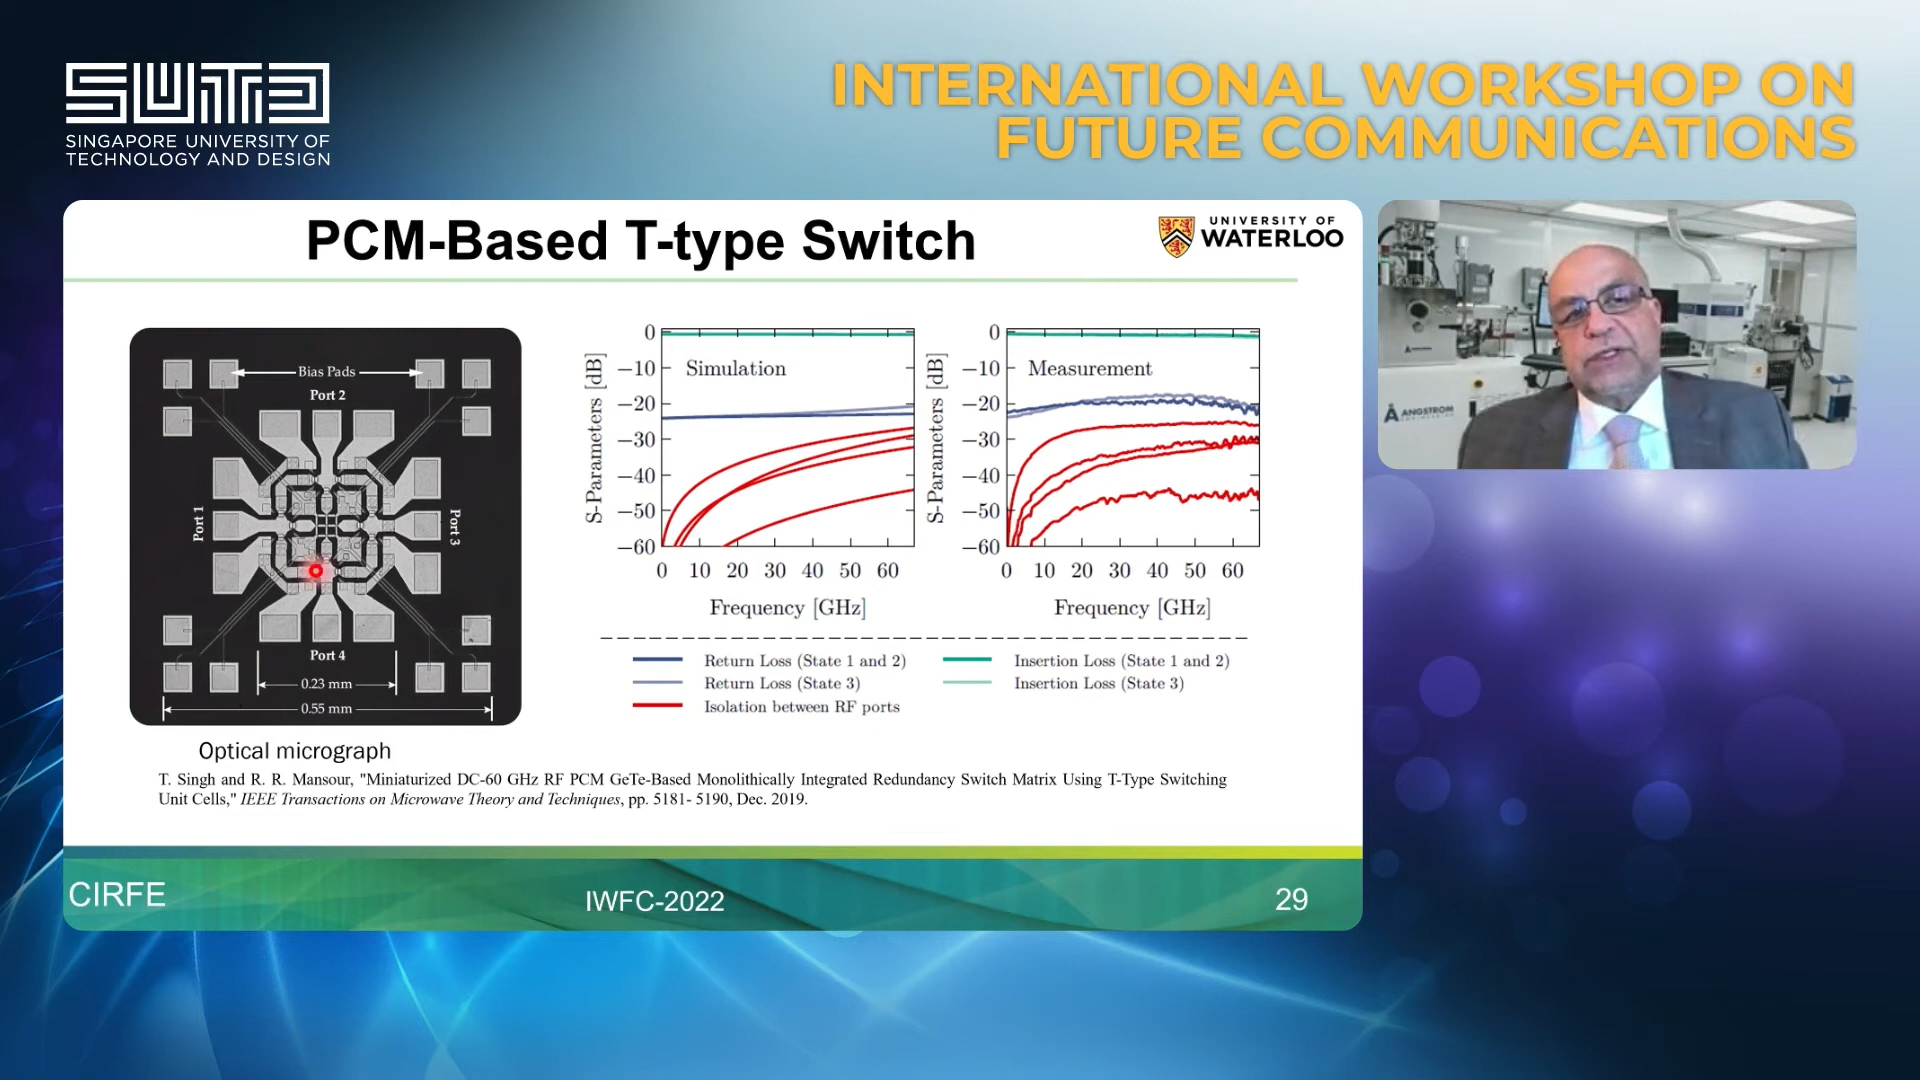 SUTD
SINGAPORE UNIVERSITY OF
TECHNOLOGY AND DESIGN
INTERNATIONAL WORKSHOP ON
FUTURE COMMUNICATIONS
PCM-Based T-type Switch
UNIVERSITY OF
WATERLOO
Bias Pads
Port 2
Port 1
Port 3
Port 4
0.23 mm
0.55 mm
Optical micrograph
S-Parameters [dB]
0
−10
−20
−30
−40
−50
−60
Simulation
0 10 20 30 40 50 60
Frequency [GHz]
S-Parameters [dB]
0
−10
−20
−30
−40
−50
−60
Measurement
0 10 20 30 40 50 60
Frequency [GHz]
Return Loss (State 1 and 2)
Insertion Loss (State 1 and 2)
Return Loss (State 3)
Insertion Loss (State 3)
Isolation between RF ports
T. Singh and R. R. Mansour, "Miniaturized DC-60 GHz RF PCM GeTe-Based Monolithically Integrated Redundancy Switch Matrix Using T-Type Switching
Unit Cells," IEEE Transactions on Microwave Theory and Techniques, pp. 5181- 5190, Dec. 2019.
CIRFE
IWFC-2022
29
ANGSTROM